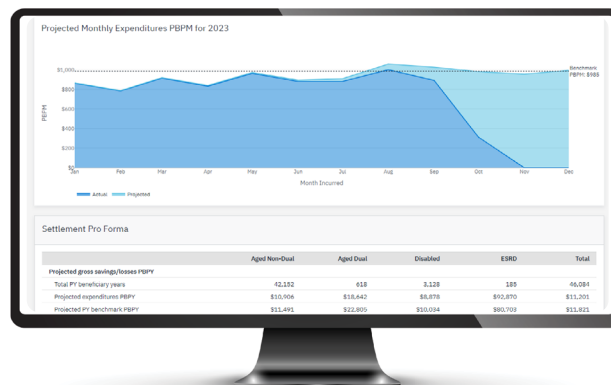 Projected Monthly Expenditures PBPM for 2023
$1,000
$800
$600
$400
$200
$0
PBPM
Benchmark
PBPM: $985
Jan Feb Mar Apr May Jun Jul Aug Sep Oct Nov Dec
Month Incurred
Actual Projected
Settlement Pro Forma
Aged Non-Dual Aged Dual Disabled ESRD Total
Projected gross savings/losses PBPY
Total PY beneficiary years 42,152 618 3,128 185 46,084
Projected expenditures PBPY $10,906 $18,642 $8,878 $92,870 $11,201
Projected PY benchmark PBPY $11,491 $22,805 $10,034 $80,703 $11,821